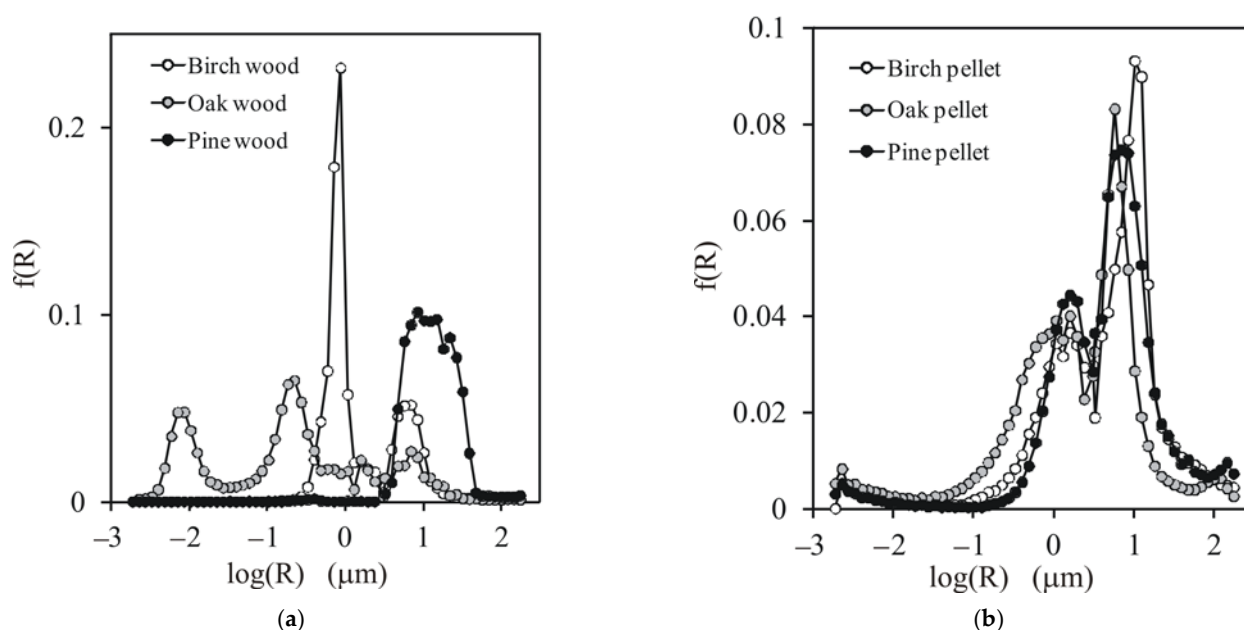 Birch wood
Oak wood
Pine wood
0.2
0.1
0
f(R)
−3 −2 −1 0 1 2
log(R) (μm)
(a)
0.1
0.08
0.06
0.04
0.02
0
Birch pellet
Oak pellet
Pine pellet
f(R)
−3 −2 −1 0 1 2
log(R) (μm)
(b)